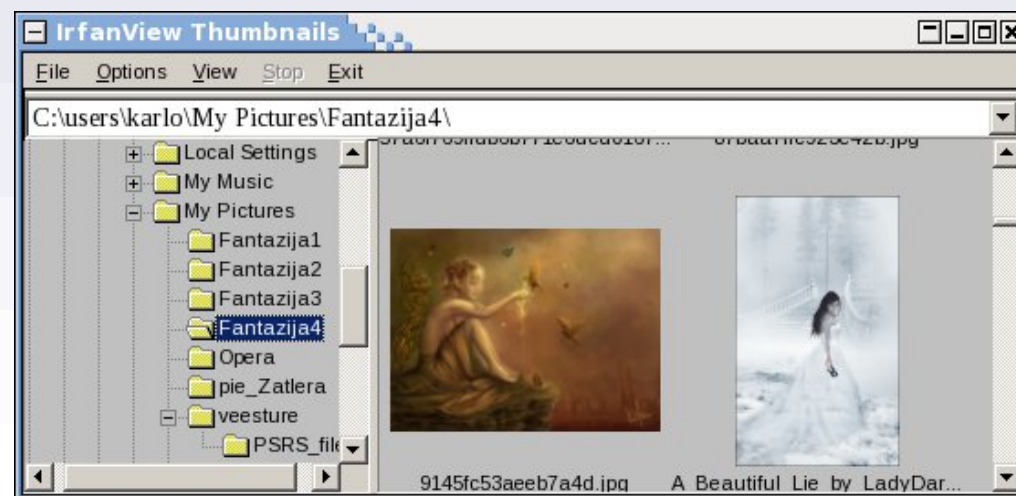 IrfanView Thumbnails
File Options View Stop Exit
C:\users\karlo\My Pictures\Fantazija4\
Local Settings
My Music
My Pictures
Fantazija1
Fantazija2
Fantazija3
Fantazija4
Opera
pie_Zatlera
veesture
PSRS_file
9145fc53aeeb7a4d.jpg A Beautiful Lie by LadyDar...